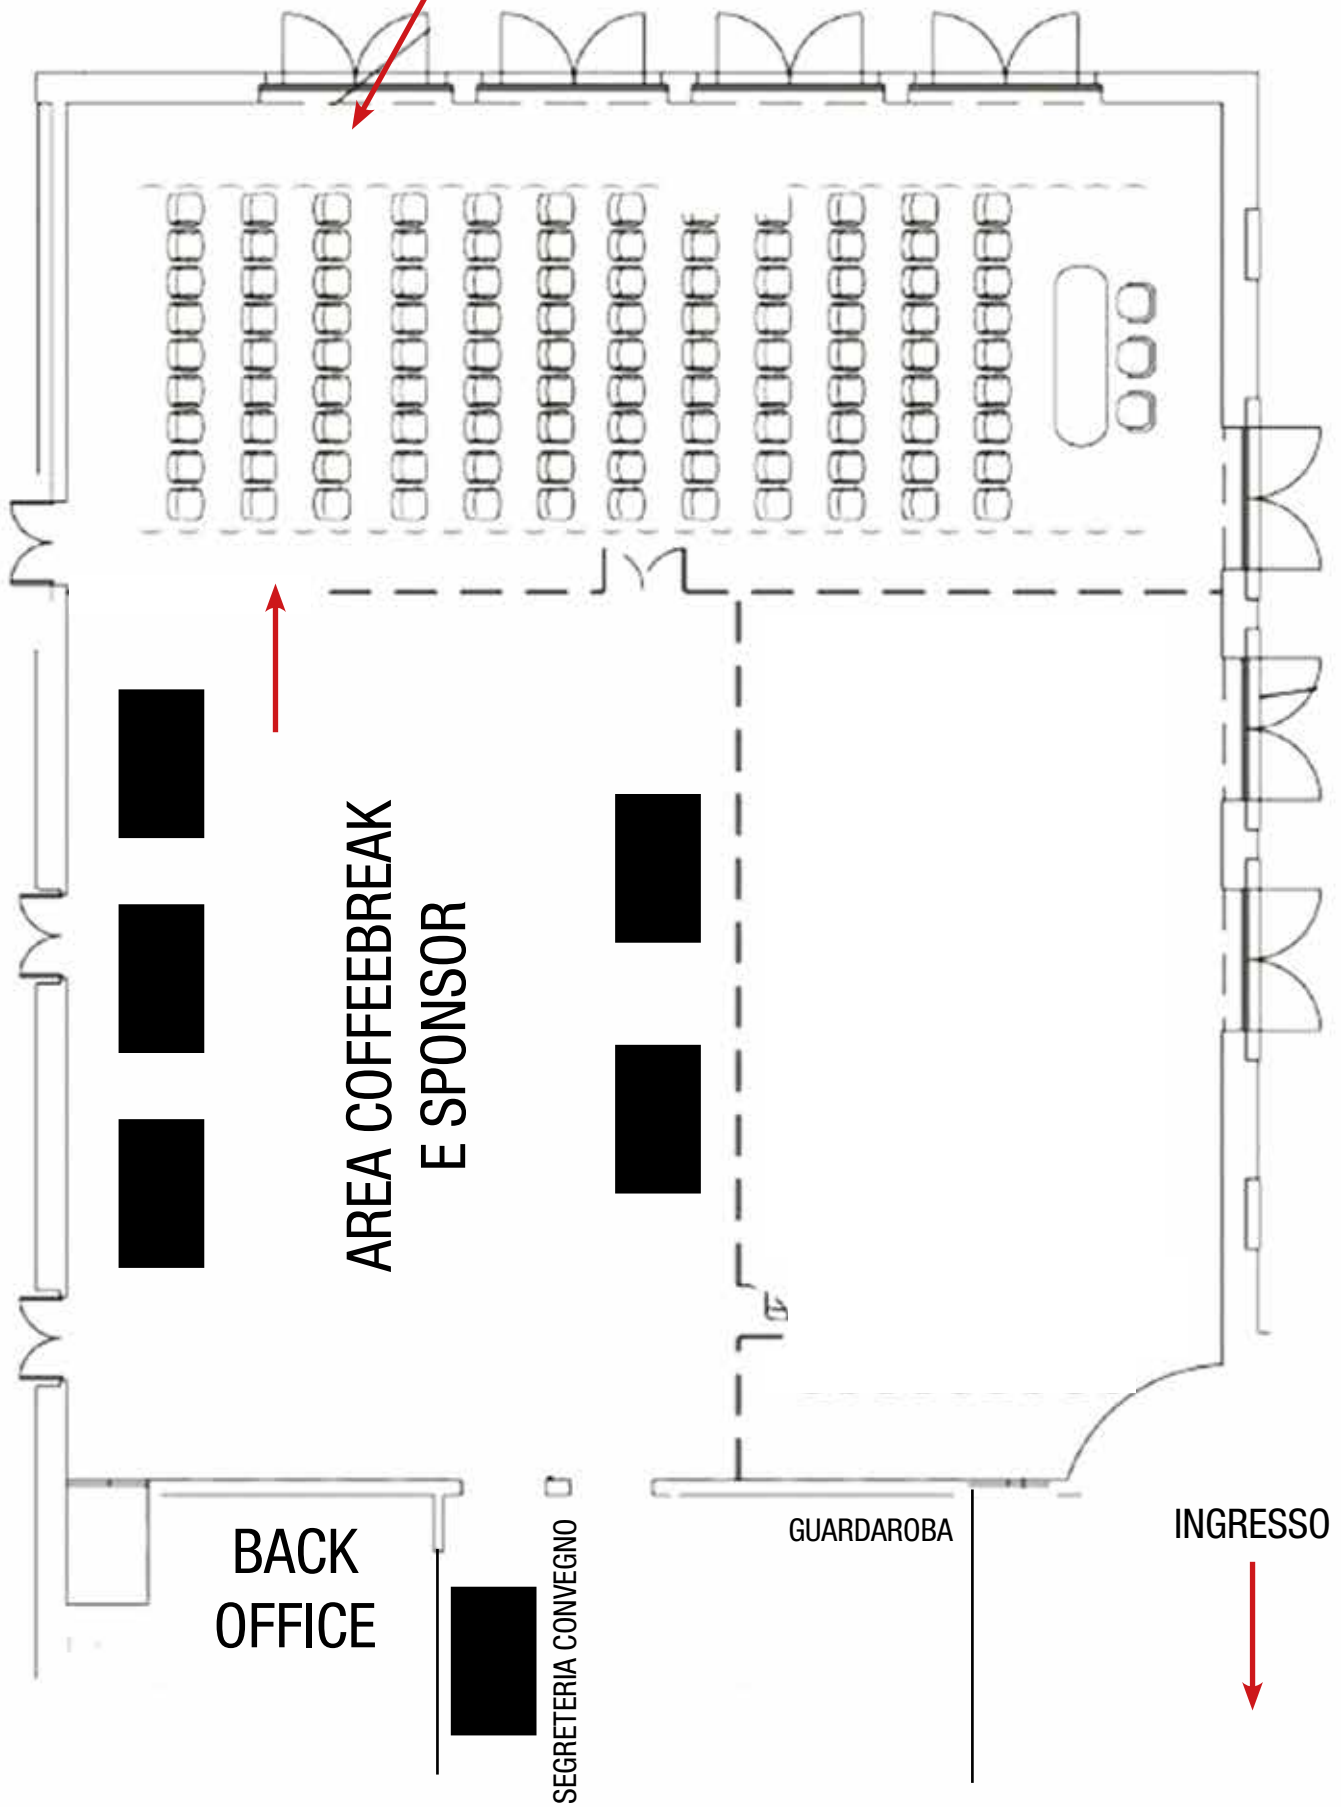 AREA COFFEEBREAK
E SPONSOR
BACK
OFFICE
SEGRETERIA CONVEGNO
GUARDAROBA
INGRESSO